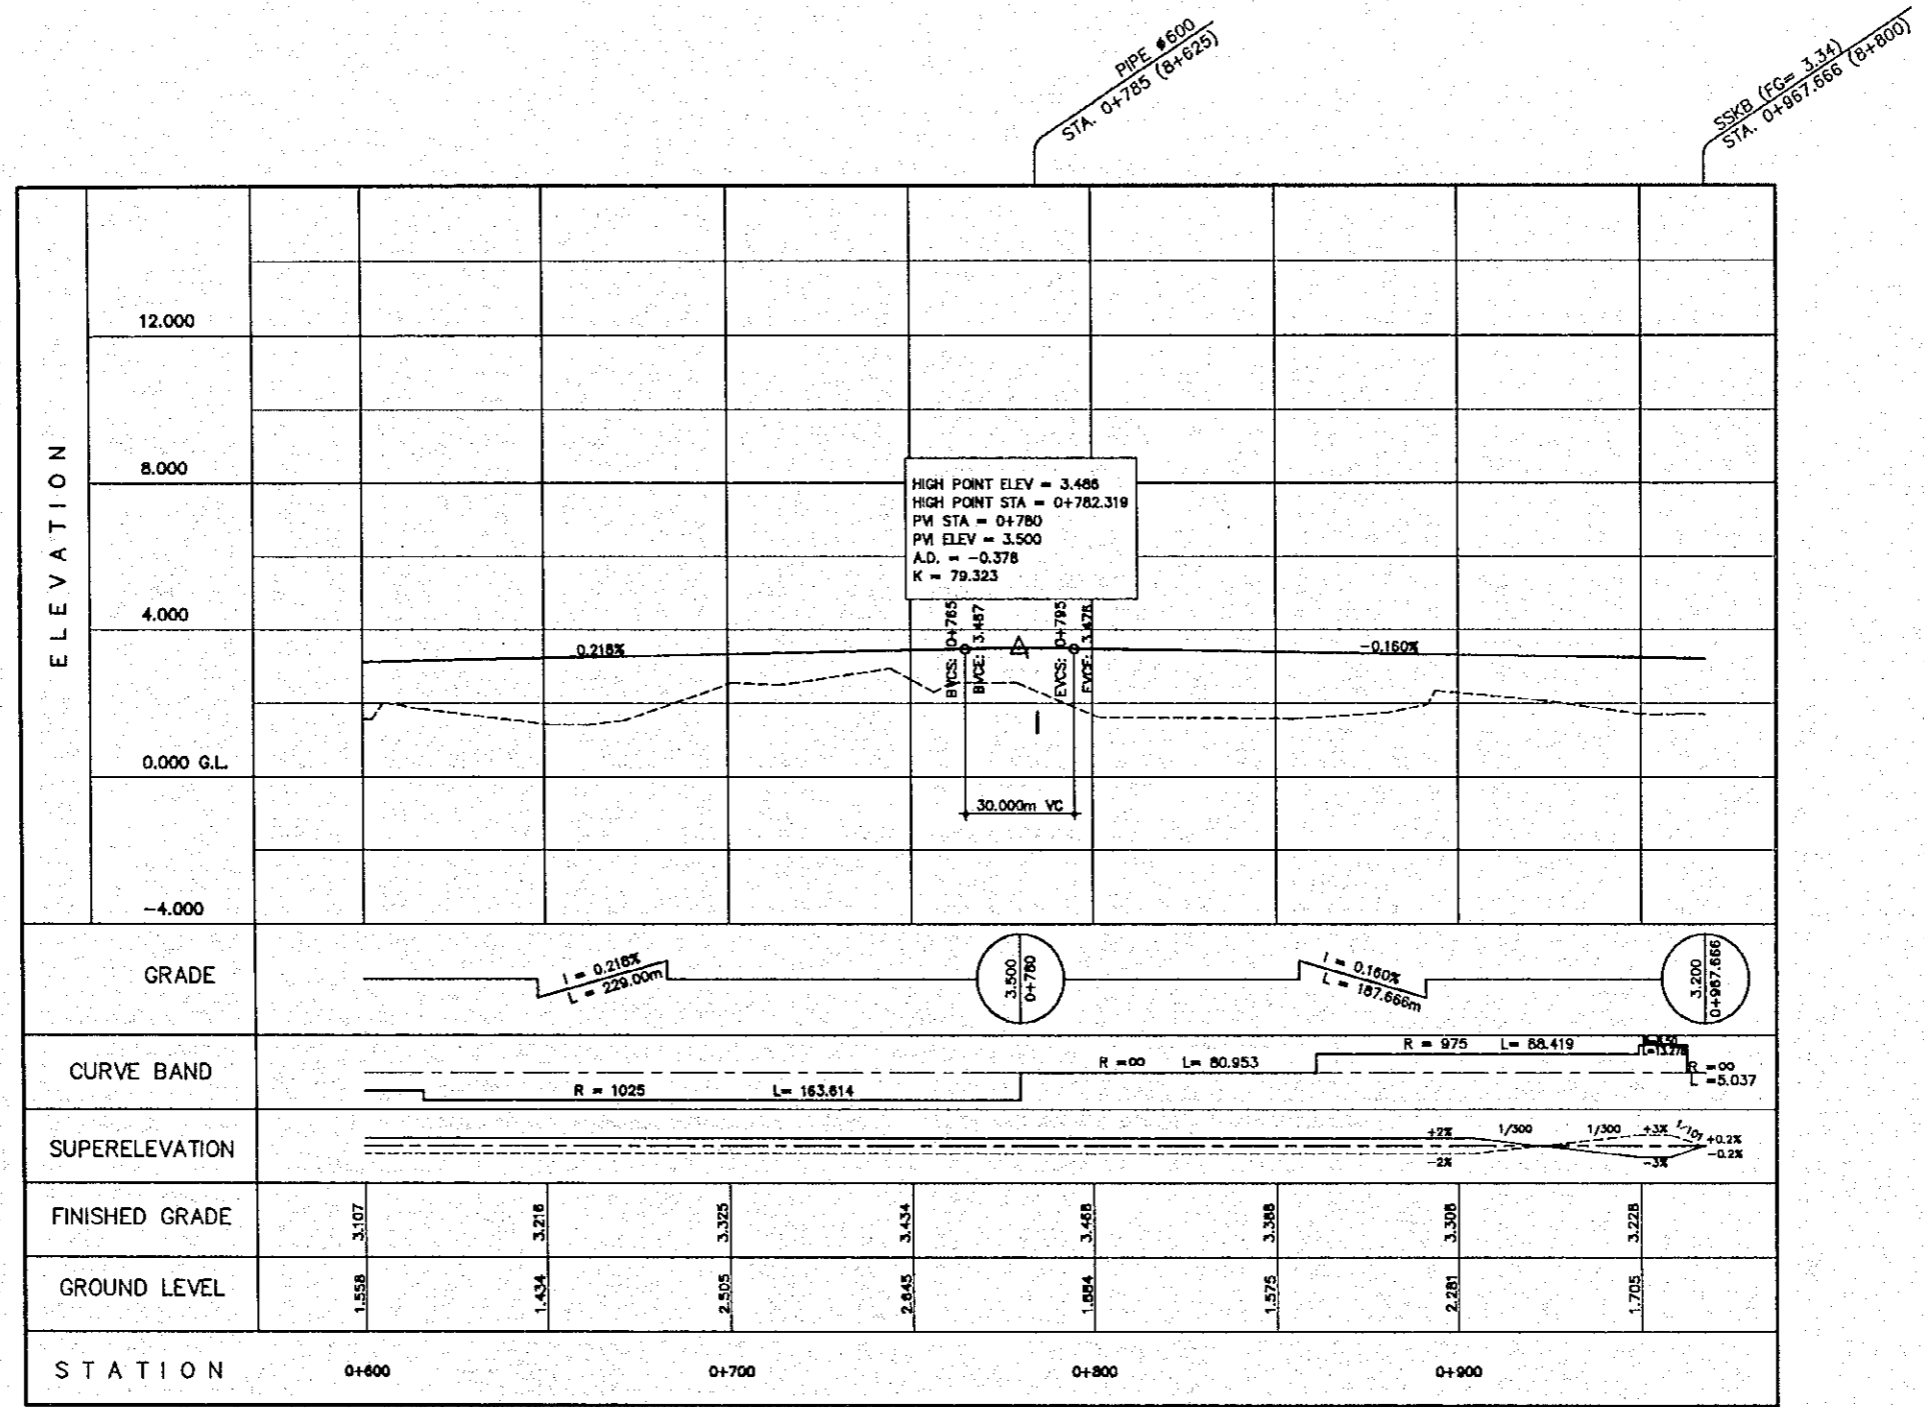 PIPE ø600
STA. 0+785 (8+625)
SSKB (FG= 3.34)
STA. 0+967.666 (8+800)
ELEVATION
12.000
8.000
4.000
0.000 G.L.
-4.000
HIGH POINT ELEV = 3.486
HIGH POINT STA = 0+782.319
PVI STA = 0+780
PVI ELEV = 3.500
A.D. = -0.378
K = 79.323
0.218%
BVCS: 0+765
BVCE: 3.467
EVCS: 0+795
EVCE: 3.476
-0.160%
30.000m VC
GRADE
I = 0.218%
L = 229.00m
3.500
0+780
I = 0.160%
L = 187.666m
3.200
0+967.666
CURVE BAND
R = 1025 L= 163.614
R =∞ L= 80.953
R = 975 L= 88.419
L=13.278
R =∞
L =5.037
SUPERELEVATION
+2%
-2%
1/300
1/300
+3%
-3%
1/101
+0.2%
-0.2%
FINISHED GRADE
3.107
3.216
3.325
3.434
3.468
3.388
3.308
3.228
GROUND LEVEL
1.558
1.434
2.505
2.645
1.684
1.575
2.281
1.705
STATION
0+600
0+700
0+800
0+900